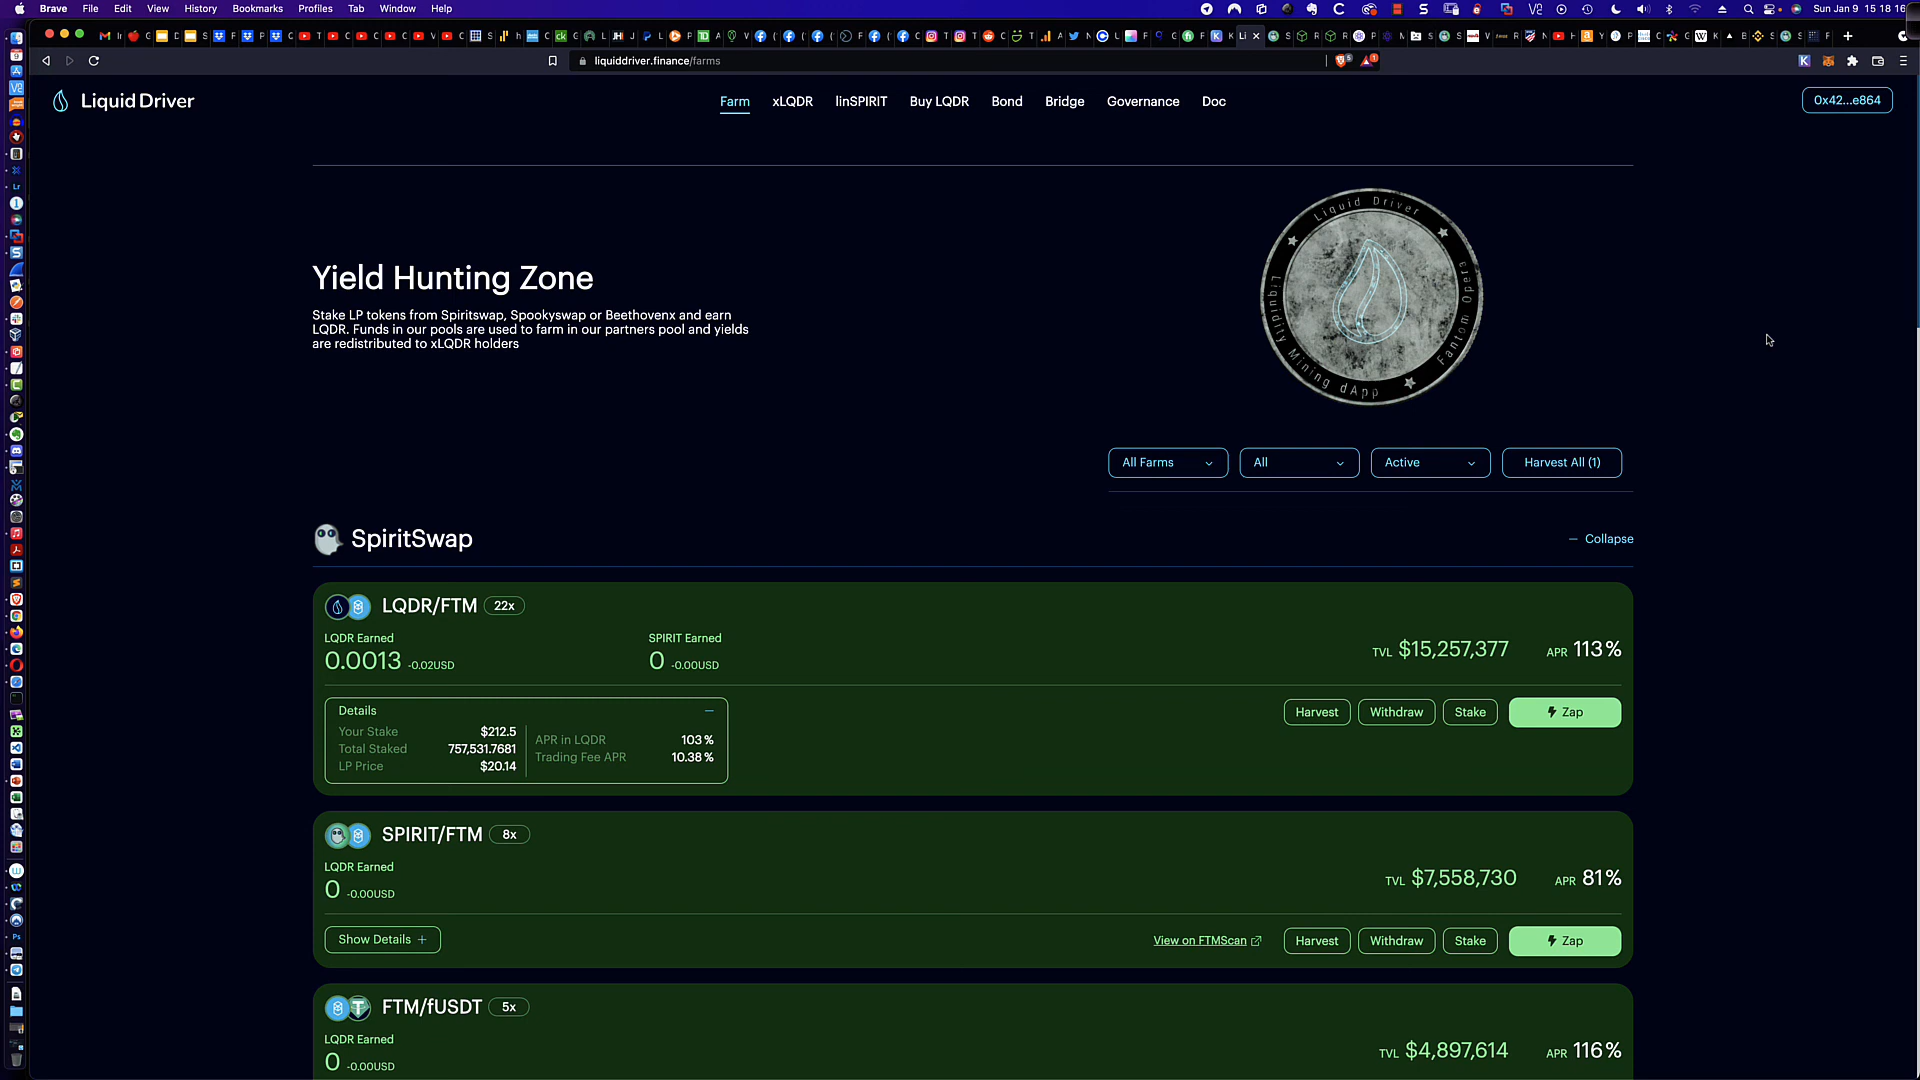 Brave File Edit View History Bookmarks Profiles Tab Window Help
Sun Jan 9 15 18 16
liquiddriver.finance/farms
Liquid Driver
Farm xLQDR linSPIRIT Buy LQDR Bond Bridge Governance Doc
0x42...e864
Yield Hunting Zone
Stake LP tokens from Spiritswap, Spookyswap or Beethovenx and earn
LQDR. Funds in our pools are used to farm in our partners pool and yields
are redistributed to xLQDR holders
Liquid Driver
Liquidity Mining dApp
Fantom Opera
All Farms
All
Active
Harvest All (1)
SpiritSwap
— Collapse
LQDR/FTM 22x
LQDR Earned
0.0013 -0.02USD
SPIRIT Earned
0 -0.00USD
TVL $15,257,377 APR 113%
Details —
Your Stake $212.5
Total Staked 757,531.7681
LP Price $20.14
APR in LQDR 103 %
Trading Fee APR 10.38 %
Harvest Withdraw Stake Zap
SPIRIT/FTM 8x
LQDR Earned
0 -0.00USD
TVL $7,558,730 APR 81%
Show Details +
View on FTMScan
Harvest Withdraw Stake Zap
FTM/fUSDT 5x
LQDR Earned
0 -0.00USD
TVL $4,897,614 APR 116%